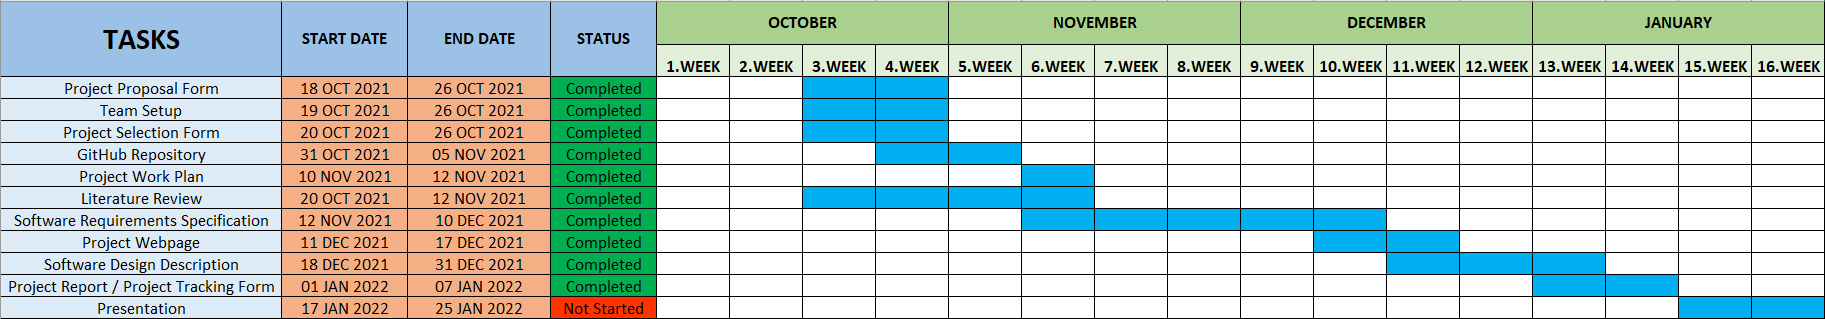 TASKS START DATE END DATE STATUS OCTOBER NOVEMBER DECEMBER JANUARY
1.WEEK 2.WEEK 3.WEEK 4.WEEK 5.WEEK 6.WEEK 7.WEEK 8.WEEK 9.WEEK 10.WEEK 11.WEEK 12.WEEK 13.WEEK 14.WEEK 15.WEEK 16.WEEK
Project Proposal Form 18 OCT 2021 26 OCT 2021 Completed
Team Setup 19 OCT 2021 26 OCT 2021 Completed
Project Selection Form 20 OCT 2021 26 OCT 2021 Completed
GitHub Repository 31 OCT 2021 05 NOV 2021 Completed
Project Work Plan 10 NOV 2021 12 NOV 2021 Completed
Literature Review 20 OCT 2021 12 NOV 2021 Completed
Software Requirements Specification 12 NOV 2021 10 DEC 2021 Completed
Project Webpage 11 DEC 2021 17 DEC 2021 Completed
Software Design Description 18 DEC 2021 31 DEC 2021 Completed
Project Report / Project Tracking Form 01 JAN 2022 07 JAN 2022 Completed
Presentation 17 JAN 2022 25 JAN 2022 Not Started